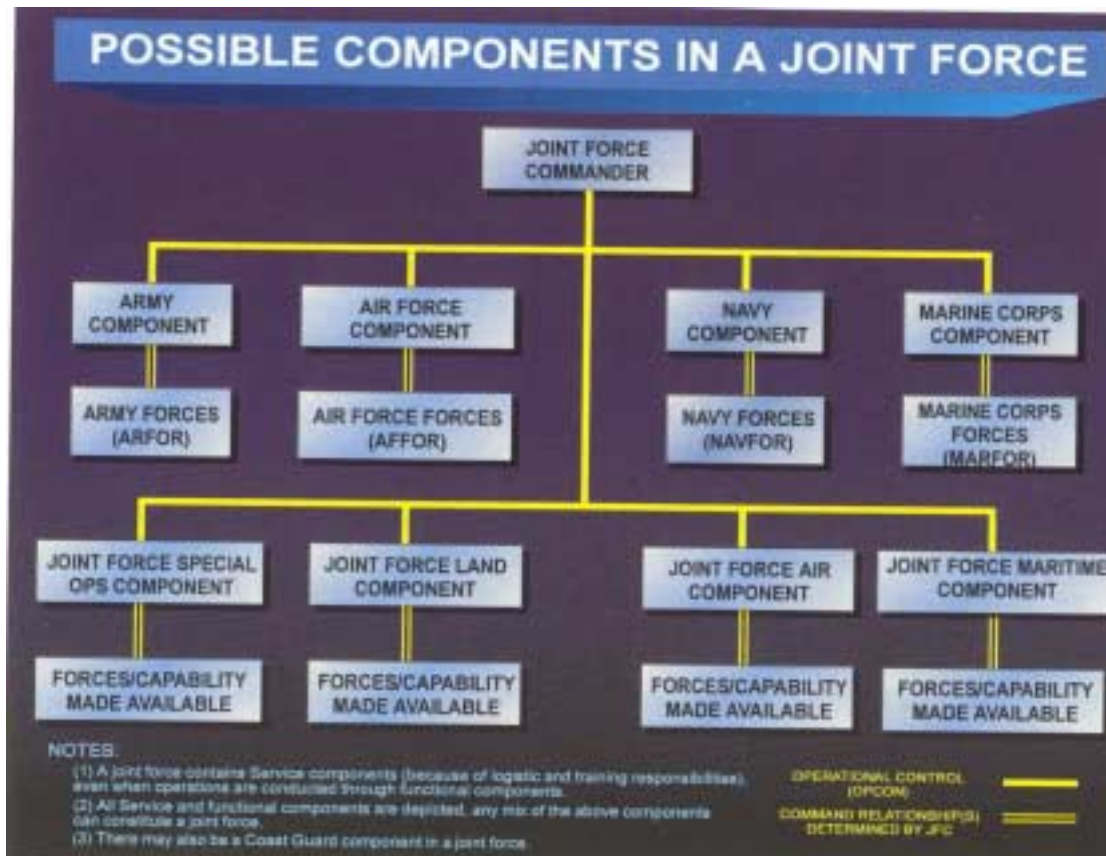 POSSIBLE COMPONENTS IN A JOINT FORCE
JOINT FORCE
COMMANDER
ARMY
COMPONENT
AIR FORCE
COMPONENT
NAVY
COMPONENT
MARINE CORPS
COMPONENT
ARMY FORCES
(ARFOR)
AIR FORCE FORCES
(AFFOR)
NAVY FORCES
(NAVFOR)
MARINE CORPS
FORCES
(MARFOR)
JOINT FORCE SPECIAL
OPS COMPONENT
JOINT FORCE LAND
COMPONENT
JOINT FORCE AIR
COMPONENT
JOINT FORCE MARITIME
COMPONENT
FORCES/CAPABILITY
MADE AVAILABLE
FORCES/CAPABILITY
MADE AVAILABLE
FORCES/CAPABILITY
MADE AVAILABLE
FORCES/CAPABILITY
MADE AVAILABLE
NOTES:
(1) A joint force contains Service components (because of logistic and training responsibilities),
even when operations are conducted through functional components.
(2) All Service and functional components are depicted, any mix of the above components
can constitute a joint force.
(3) There may also be a Coast Guard component in a joint force.
OPERATIONAL CONTROL
(OPCON)
COMMAND RELATIONSHIP(S)
DETERMINED BY JFC